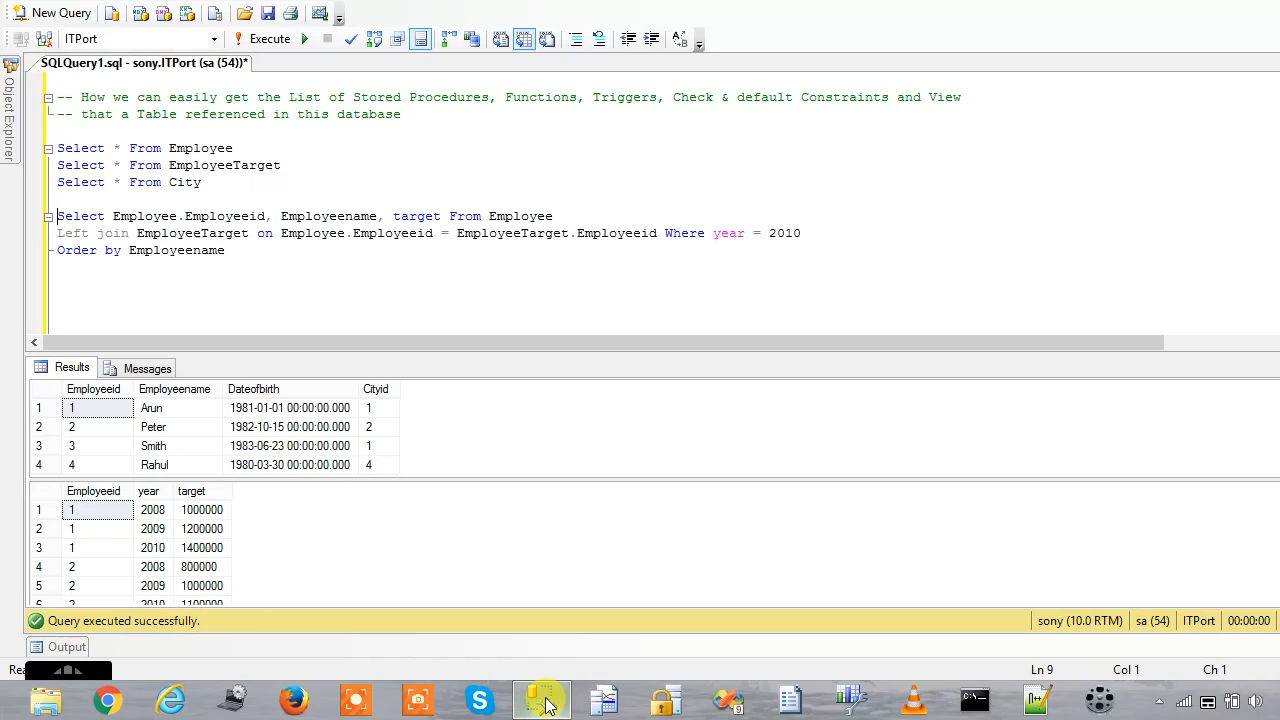 New Query
ITPort
Execute
SQLQuery1.sql - sony.ITPort (sa (54))*
Object Explorer
-- How we can easily get the List of Stored Procedures, Functions, Triggers, Check & default Constraints and View
-- that a Table referenced in this database
Select * From Employee
Select * From EmployeeTarget
Select * From City
Select Employee.Employeeid, Employeename, target From Employee
Left join EmployeeTarget on Employee.Employeeid = EmployeeTarget.Employeeid Where year = 2010
Order by Employeename
Results Messages
Employeeid Employeename Dateofbirth Cityid
1 1 Arun 1981-01-01 00:00:00.000 1
2 2 Peter 1982-10-15 00:00:00.000 2
3 3 Smith 1983-06-23 00:00:00.000 1
4 4 Rahul 1980-03-30 00:00:00.000 4
Employeeid year target
1 1 2008 1000000
2 1 2009 1200000
3 1 2010 1400000
4 2 2008 800000
5 2 2009 1000000
6 2 2010 1100000
Query executed successfully. sony (10.0 RTM) sa (54) ITPort 00:00:00
Output
Rea Ln 9 Col 1 Ch 1